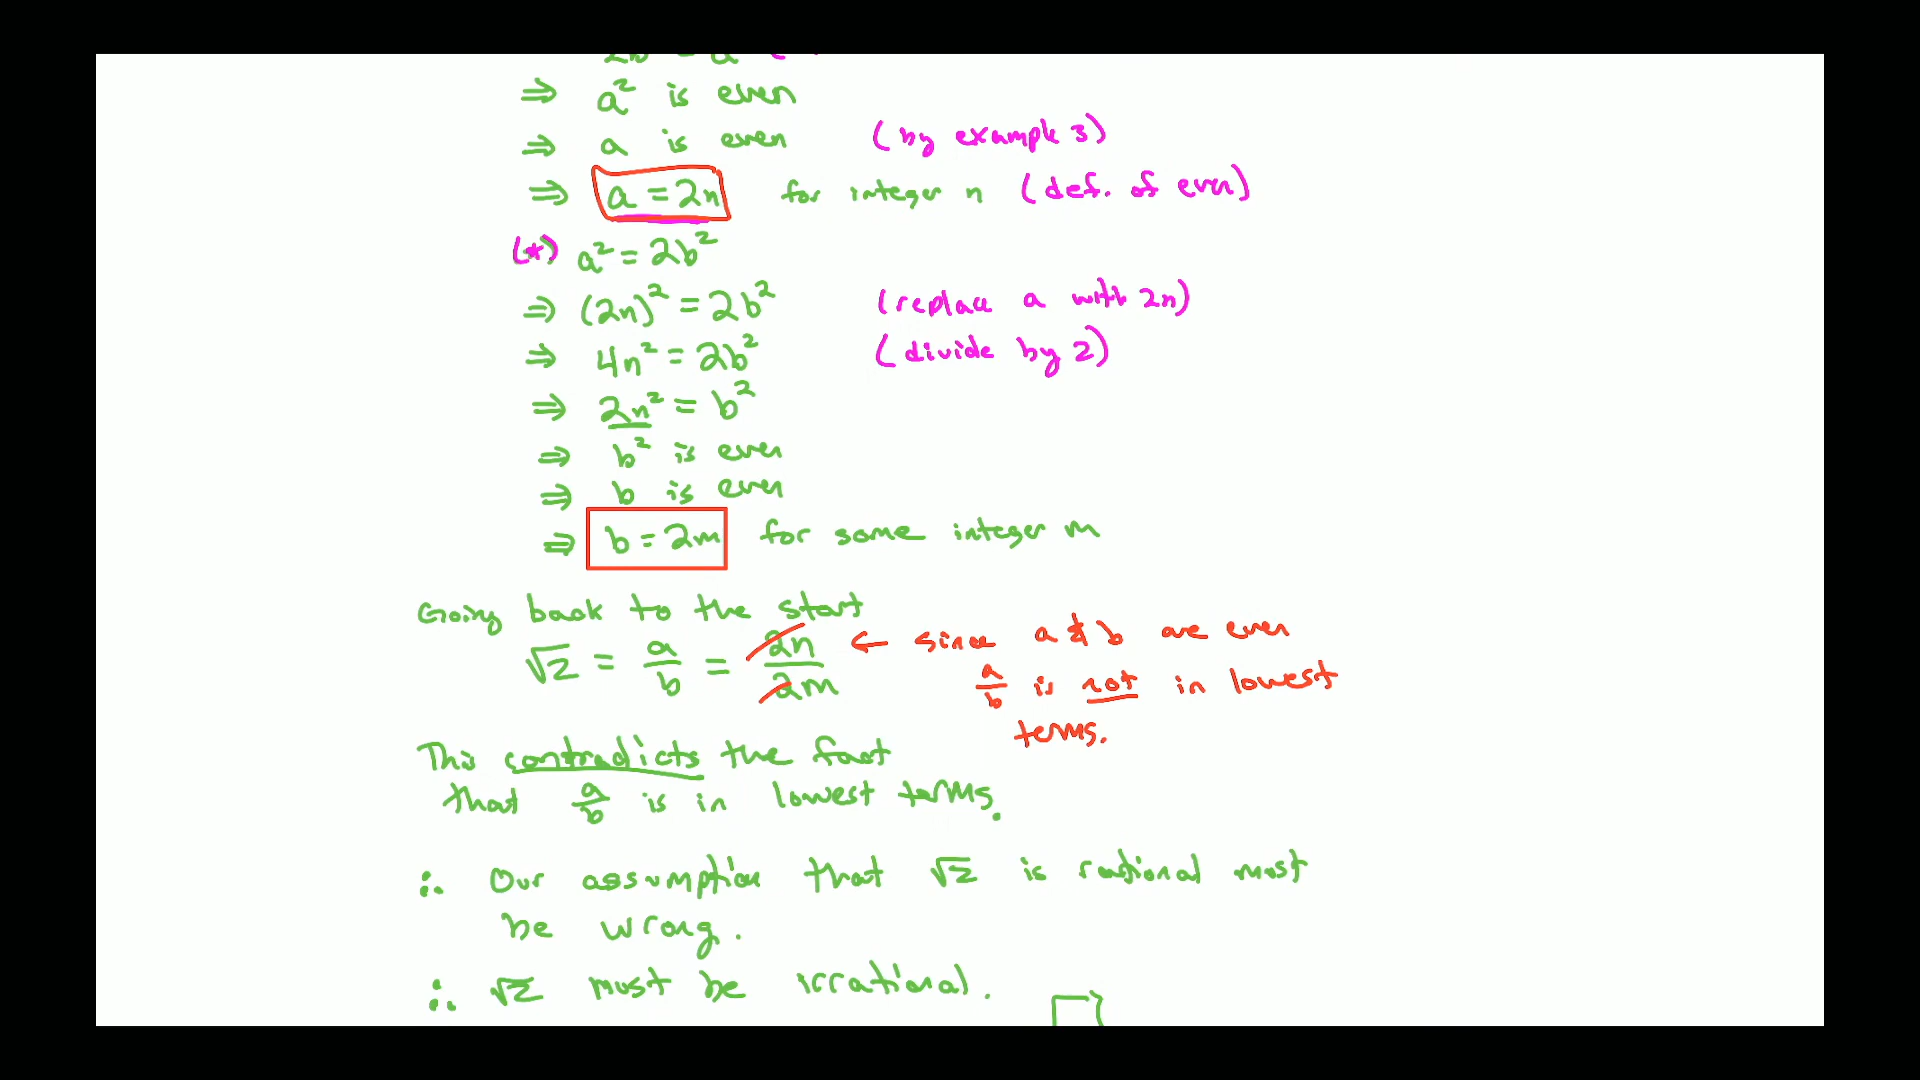 ⇒ a² is even
⇒ a is even (by example 3)
⇒ a = 2n for integer n (def. of even)
(*) a² = 2b²
⇒ (2n)² = 2b² (replace a with 2n)
⇒ 4n² = 2b² (divide by 2)
⇒ 2n² = b²
⇒ b² is even
⇒ b is even
⇒ b = 2m for some integer m
Going back to the start
√2 = a/b = 2n/2m ← since a & b are even
a/b is not in lowest
terms.
This contradicts the fact
that a/b is in lowest terms.
∴ Our assumption that √2 is rational must
be wrong.
∴ √2 must be irrational. □